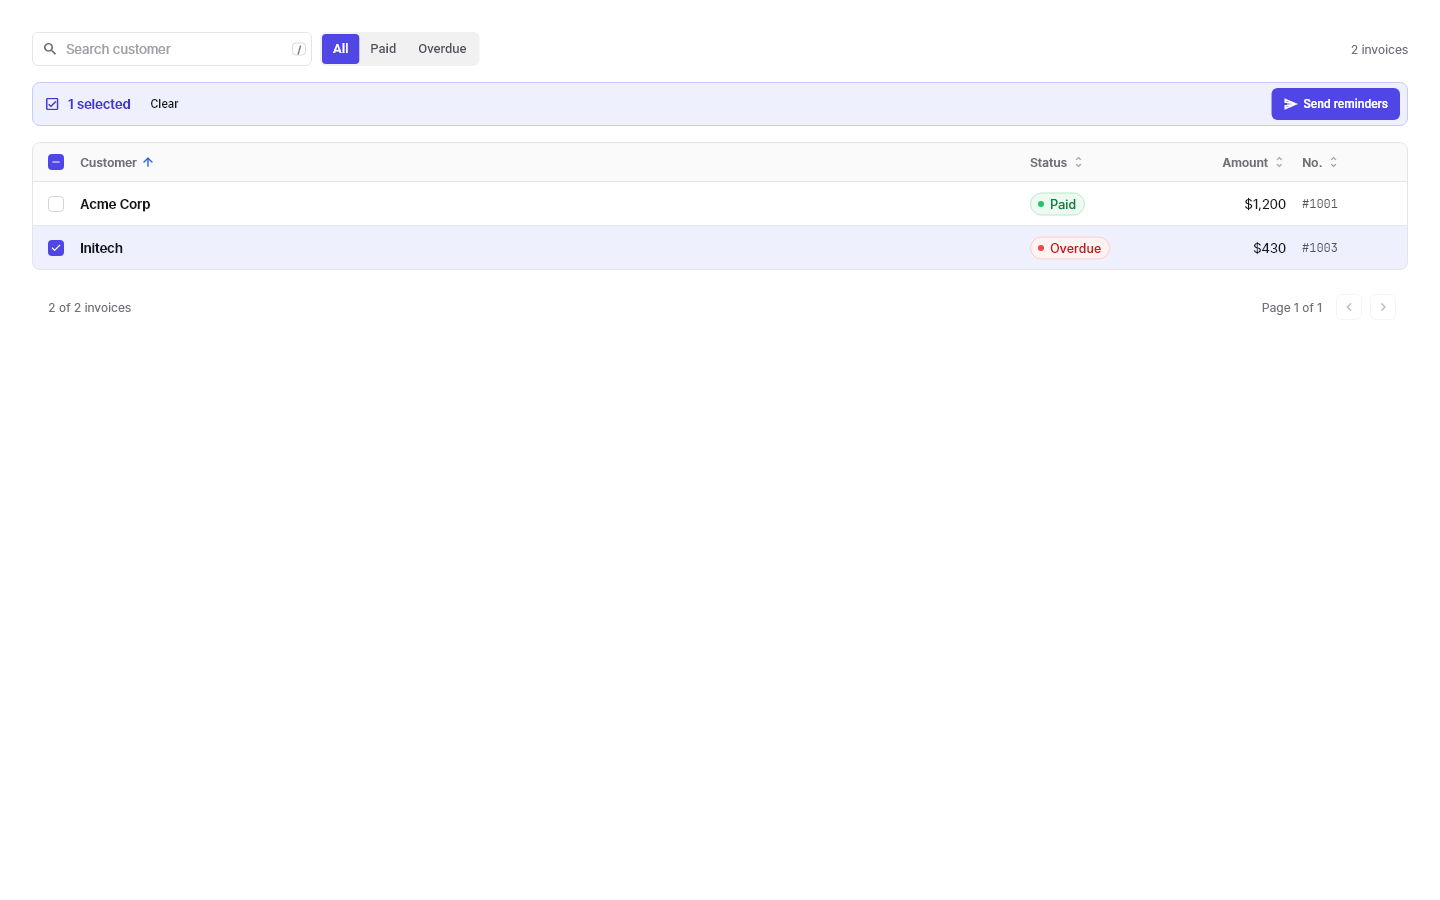 Search customer /
All Paid Overdue
2 invoices
1 selected Clear
Send reminders
Customer Status Amount No.
Acme Corp Paid $1,200 #1001
Initech Overdue $430 #1003
2 of 2 invoices
Page 1 of 1